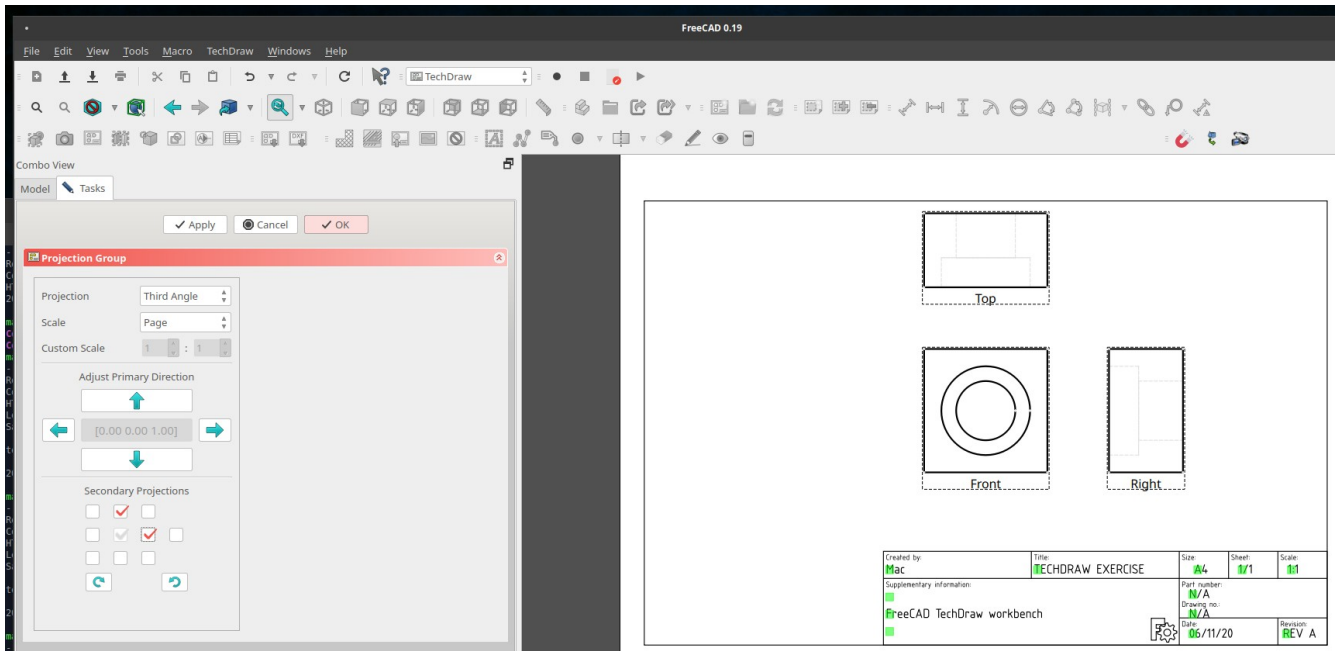 FreeCAD 0.19
File Edit View Tools Macro TechDraw Windows Help
TechDraw
Combo View
Model Tasks
Apply Cancel OK
Projection Group
Projection Third Angle
Scale Page
Custom Scale 1 : 1
Adjust Primary Direction
[0.00 0.00 1.00]
Secondary Projections
Top
Front Right
Created by: Title: Size: Sheet: Scale:
Mac TECHDRAW EXERCISE A4 1/1 1:1
Supplementary information: Part number:
N/A
Drawing no.:
FreeCAD TechDraw workbench N/A
Date: Revision:
06/11/20 REV A